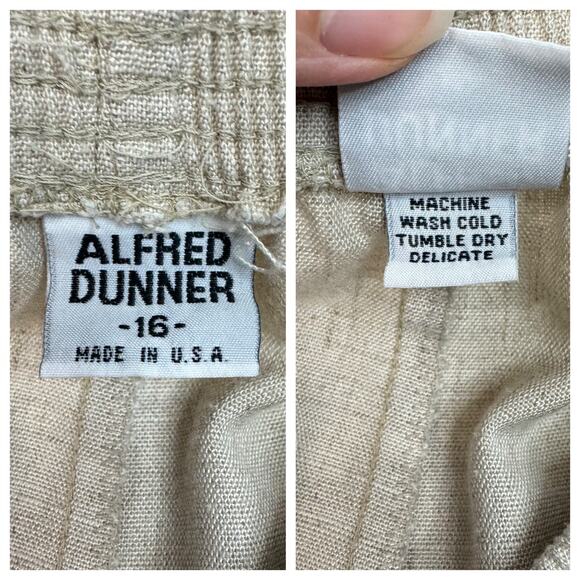 ALFRED
DUNNER
-16-
MADE IN U.S.A.
MACHINE
WASH COLD
TUMBLE DRY
DELICATE